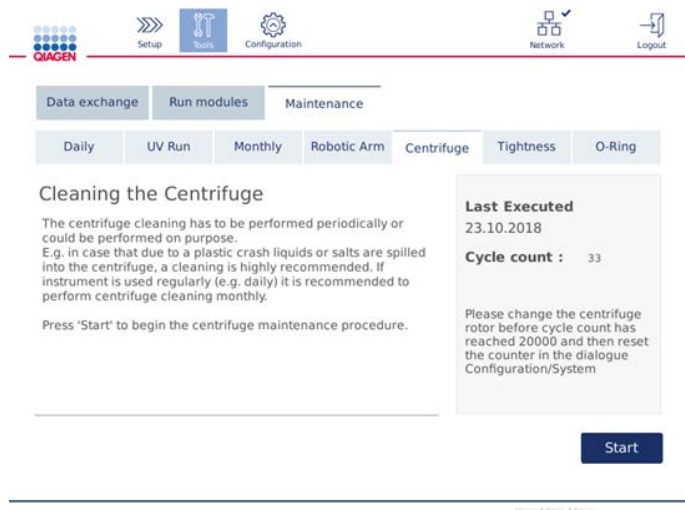 QIAGEN
Setup
Tools
Configuration
Network
Logout
Data exchange
Run modules
Maintenance
Daily
UV Run
Monthly
Robotic Arm
Centrifuge
Tightness
O-Ring
Cleaning the Centrifuge
The centrifuge cleaning has to be performed periodically or
could be performed on purpose.
E.g. in case that due to a plastic crash liquids or salts are spilled
into the centrifuge, a cleaning is highly recommended. If
instrument is used regularly (e.g. daily) it is recommended to
perform centrifuge cleaning monthly.
Press 'Start' to begin the centrifuge maintenance procedure.
Last Executed
23.10.2018
Cycle count : 33
Please change the centrifuge
rotor before cycle count has
reached 20000 and then reset
the counter in the dialogue
Configuration/System
Start